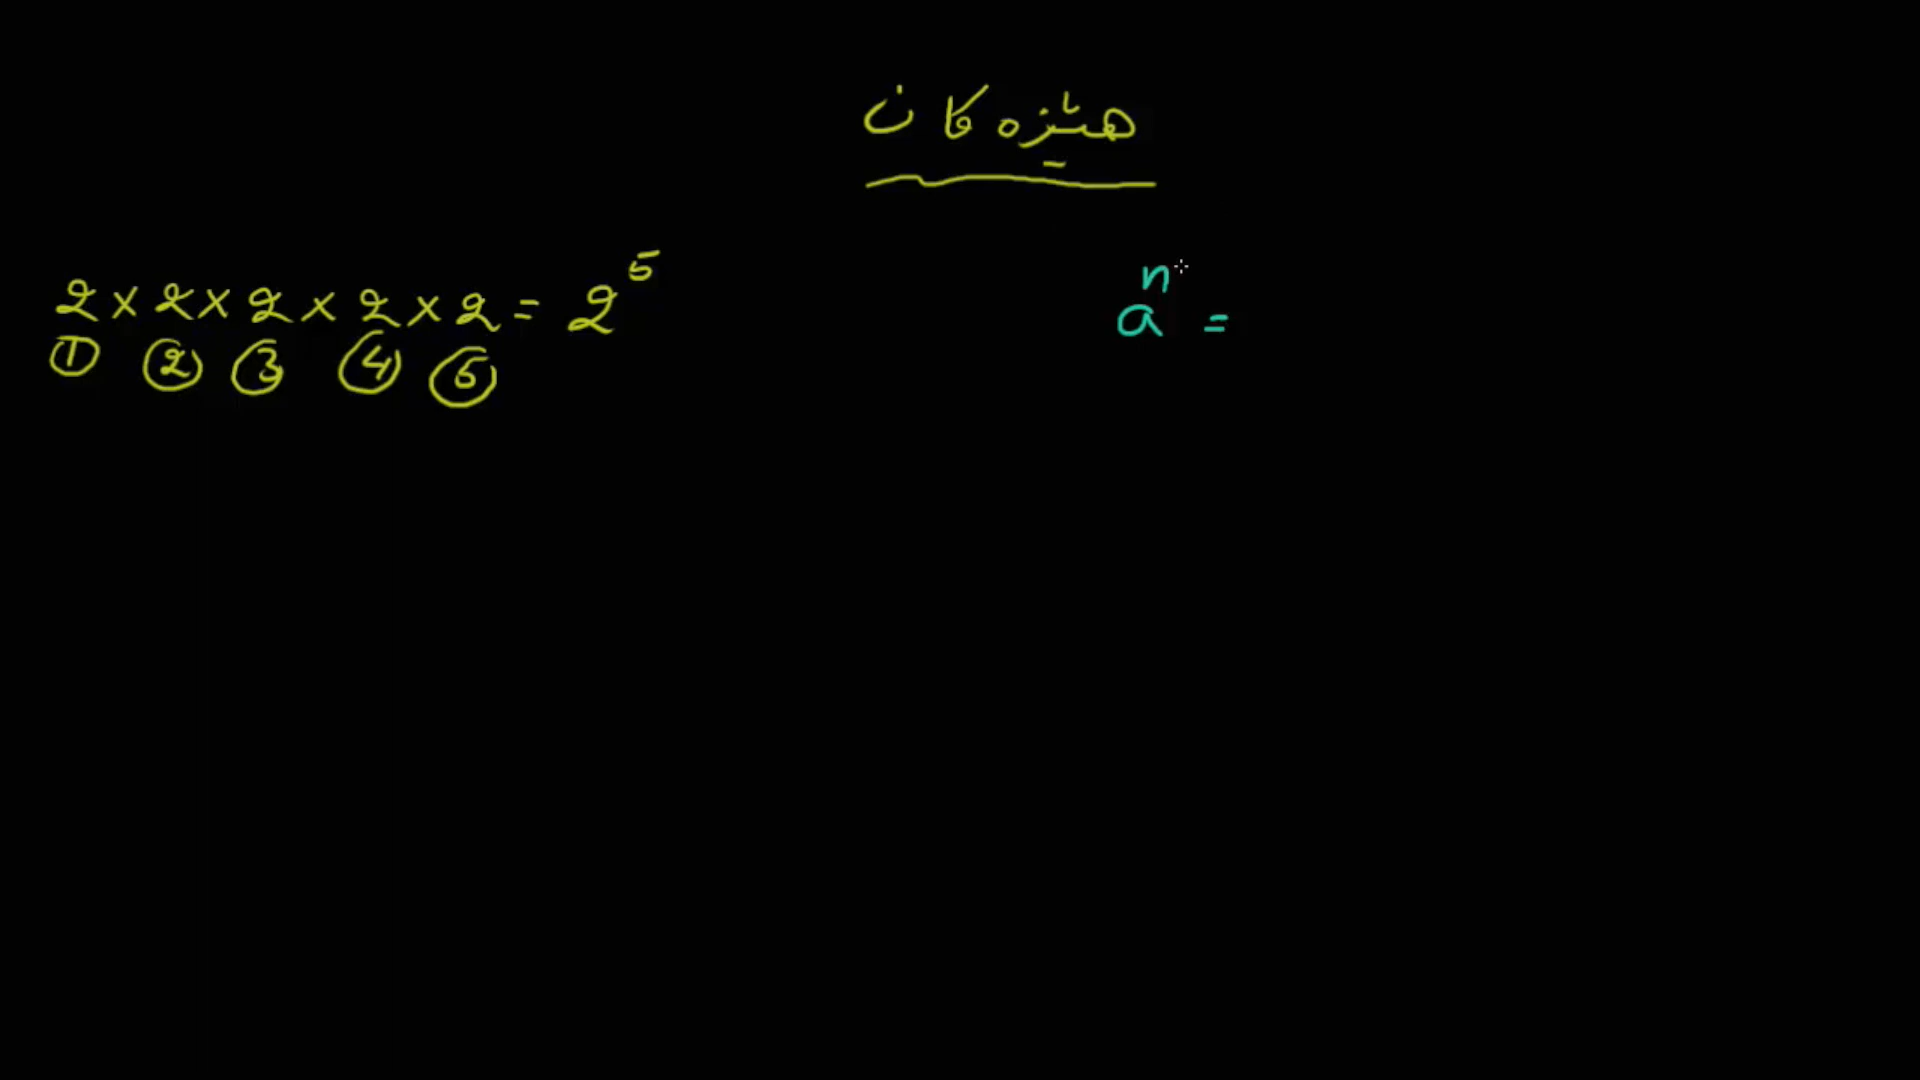 هێزەکان
2 × 2 × 2 × 2 × 2 = 2⁵
① ② ③ ④ ⑤
aⁿ =